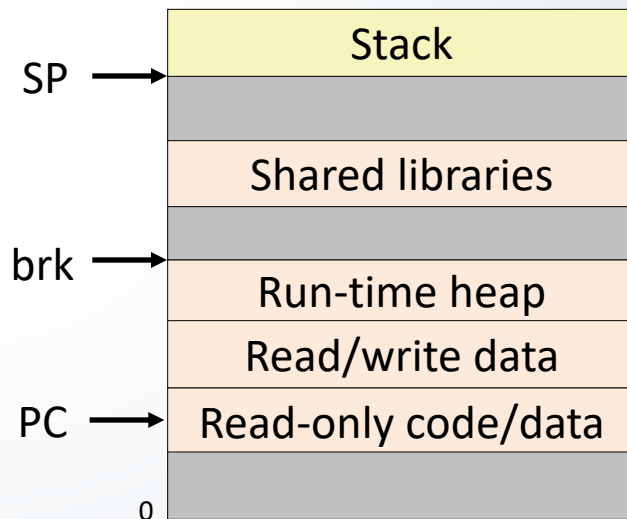 Stack
SP
Shared libraries
brk
Run-time heap
Read/write data
PC
Read-only code/data
0